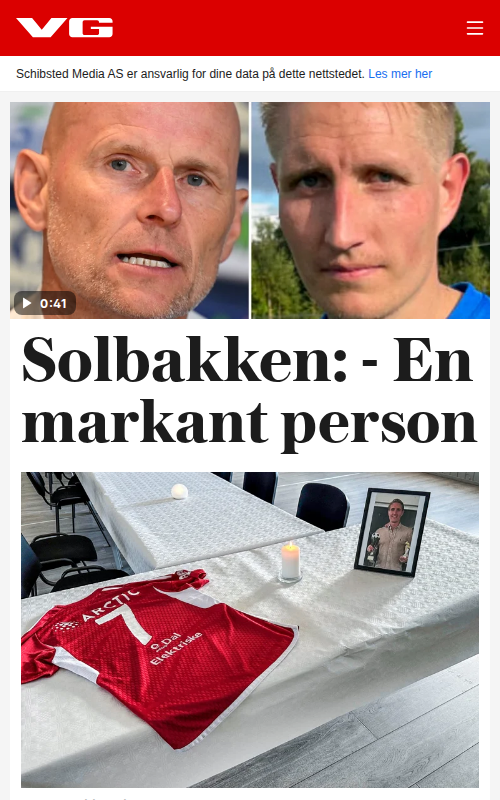 VG
Schibsted Media AS er ansvarlig for dine data på dette nettstedet. Les mer her
0:41
Solbakken: - En
markant person
ARCTIC
7
O. Dal
Elektriske